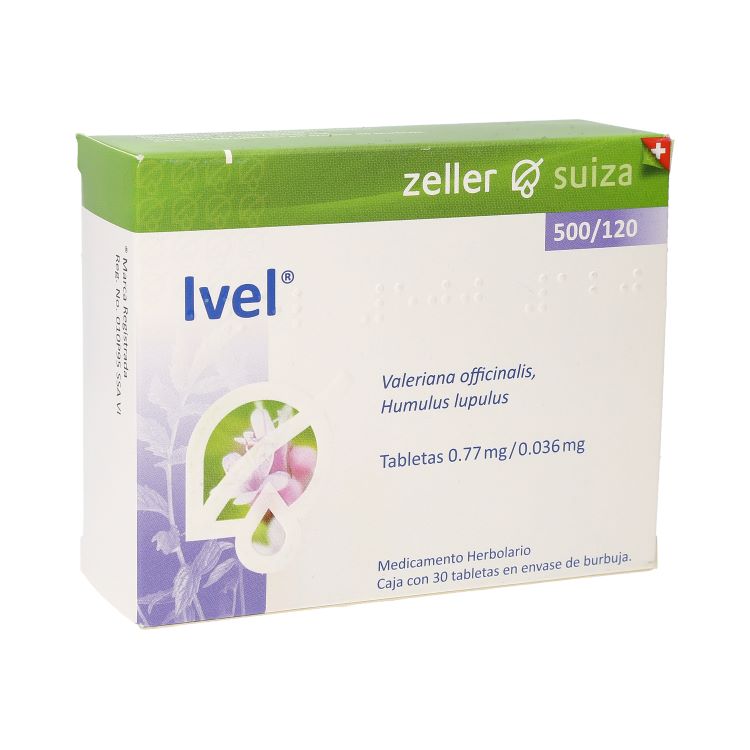 zeller suiza
500/120
Ivel®
Valeriana officinalis,
Humulus lupulus
Tabletas 0.77 mg/0.036 mg
Medicamento Herbolario
Caja con 30 tabletas en envase de burbuja.
® Marca Registrada
Reg. No. 010P95 SSA VI